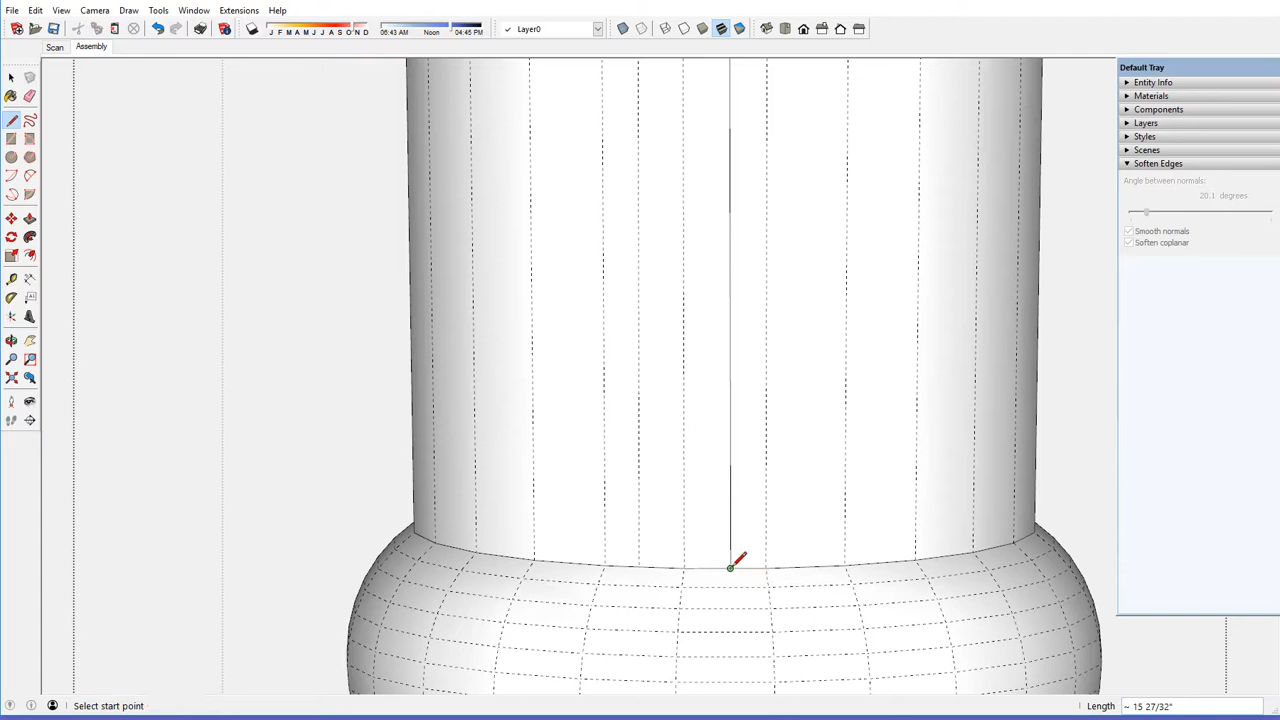 File Edit View Camera Draw Tools Window Extensions Help
J F M A M J J A S O N D 06:43 AM Noon 04:45 PM ✓ Layer0
Scan Assembly
Default Tray
Entity Info
Materials
Components
Layers
Styles
Scenes
Soften Edges
Angle between normals:
20.1 degrees
Smooth normals
Soften coplanar
Select start point Length ~ 15 27/32"